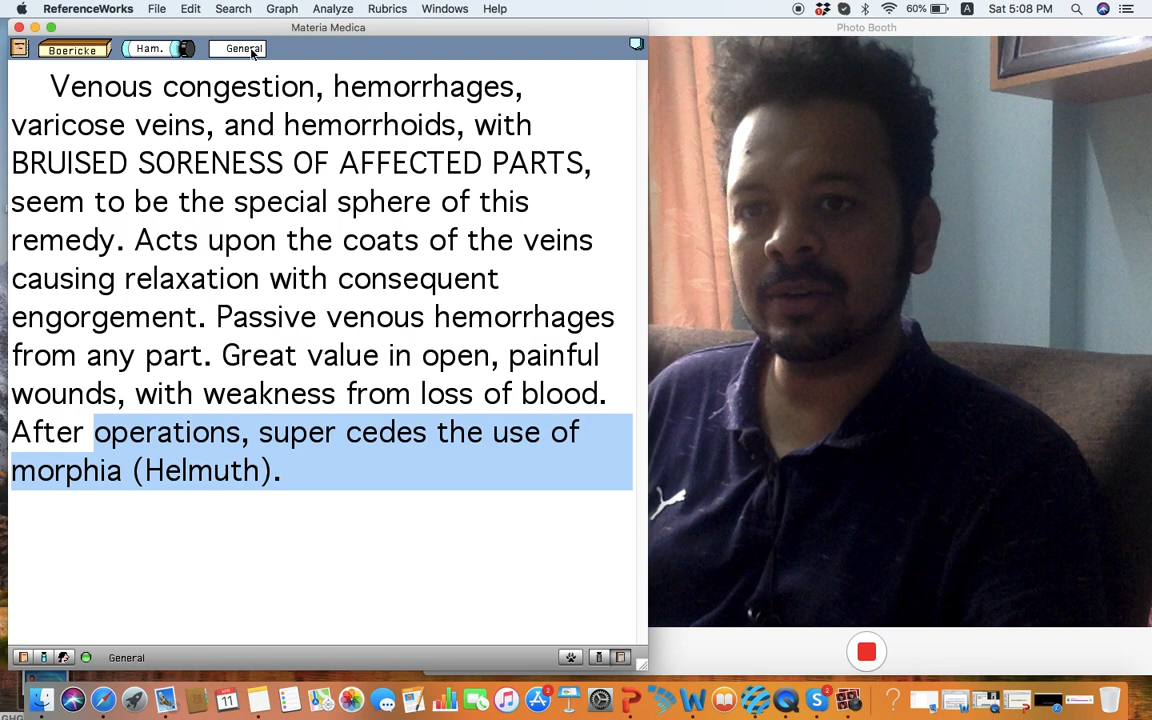 ReferenceWorks File Edit Search Graph Analyze Rubrics Windows Help
60% A Sat 5:08 PM
Materia Medica
Photo Booth
Boericke Ham. General
Venous congestion, hemorrhages,
varicose veins, and hemorrhoids, with
BRUISED SORENESS OF AFFECTED PARTS,
seem to be the special sphere of this
remedy. Acts upon the coats of the veins
causing relaxation with consequent
engorgement. Passive venous hemorrhages
from any part. Great value in open, painful
wounds, with weakness from loss of blood.
After operations, super cedes the use of
morphia (Helmuth).
General